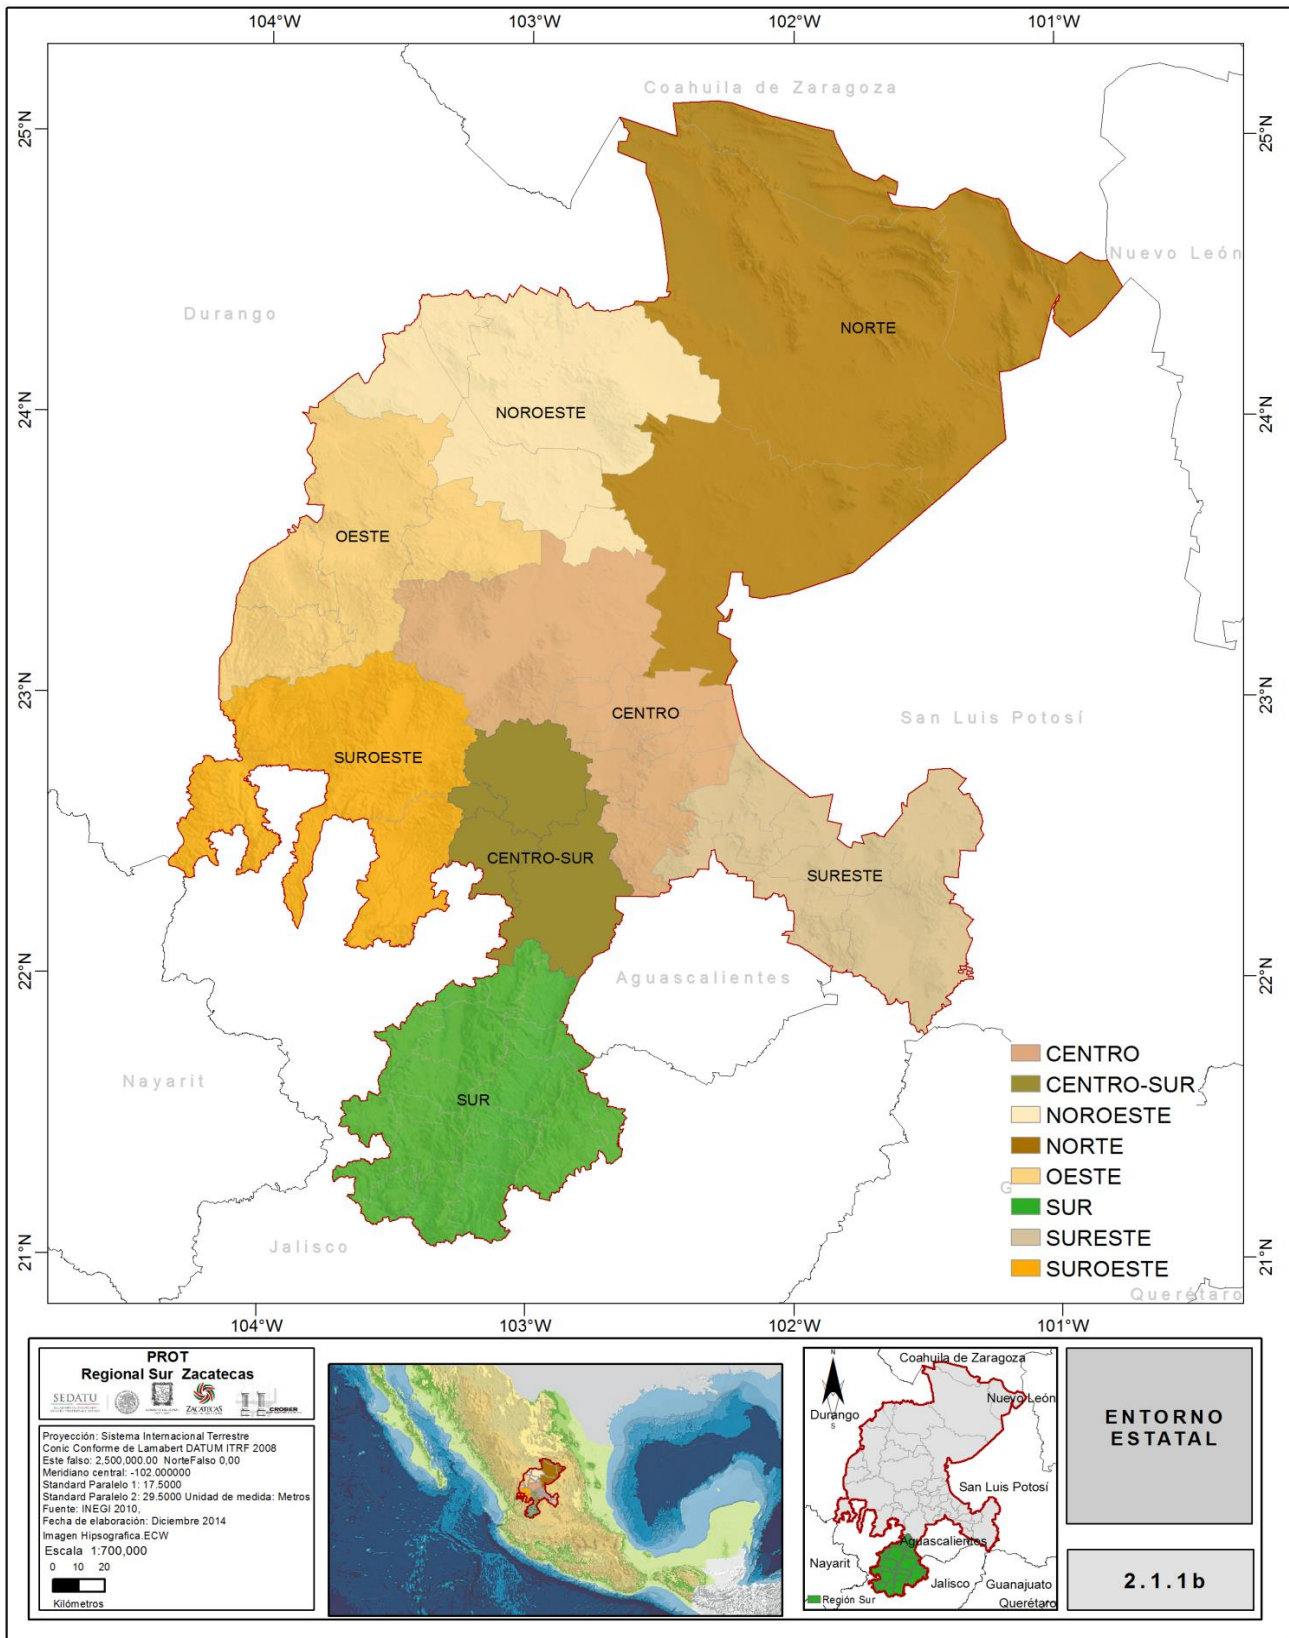 104°W
103°W
102°W
101°W
Coahuila de Zaragoza
25°N
25°N
Nuevo León
Durango
NORTE
24°N
24°N
NOROESTE
OESTE
23°N
23°N
CENTRO
San Luis Potosí
SUROESTE
CENTRO-SUR
SURESTE
22°N
22°N
Aguascalientes
Nayarit
SUR
CENTRO
CENTRO-SUR
NOROESTE
NORTE
OESTE
G
SUR
SURESTE
SUROESTE
Jalisco
21°N
21°N
Querétaro
104°W
103°W
102°W
101°W
PROT
Regional Sur Zacatecas
SEDATU
ZACATECAS
CROBER
Proyección: Sistema Internacional Terrestre
Conic Conforme de Lamabert DATUM ITRF 2008
Este falso: 2,500,000.00 NorteFalso 0,00
Meridiano central: -102.000000
Standard Paralelo 1: 17.5000
Standard Paralelo 2: 29.5000 Unidad de medida: Metros
Fuente: INEGI 2010,
Fecha de elaboración: Diciembre 2014
Imagen Hipsografica.ECW
Escala 1:700,000
0 10 20
Kilómetros
N
S
Coahuila de Zaragoza
Nuevo León
Durango
San Luis Potosí
Aguascalientes
Nayarit
Jalisco
Guanajuato
Región Sur
Querétaro
ENTORNO
ESTATAL
2.1.1b